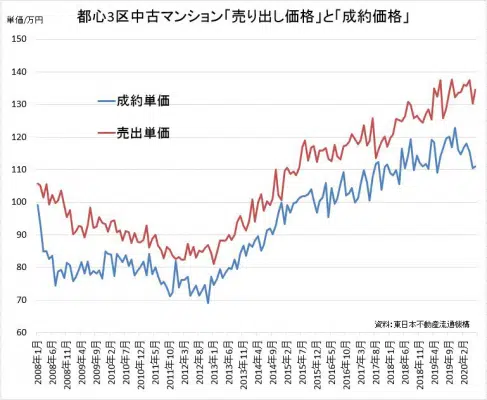 都心3区中古マンション「売り出し価格」と「成約価格」
単価/万円
150
140
130
120
110
100
90
80
70
60
成約単価
売出単価
資料:東日本不動産流通機構
2008年1月
2008年6月
2008年11月
2009年4月
2009年9月
2010年2月
2010年7月
2010年12月
2011年5月
2011年10月
2012年3月
2012年8月
2013年1月
2013年6月
2013年11月
2014年4月
2014年9月
2015年2月
2015年7月
2015年12月
2016年5月
2016年10月
2017年3月
2017年8月
2018年1月
2018年6月
2018年11月
2019年4月
2019年9月
2020年2月